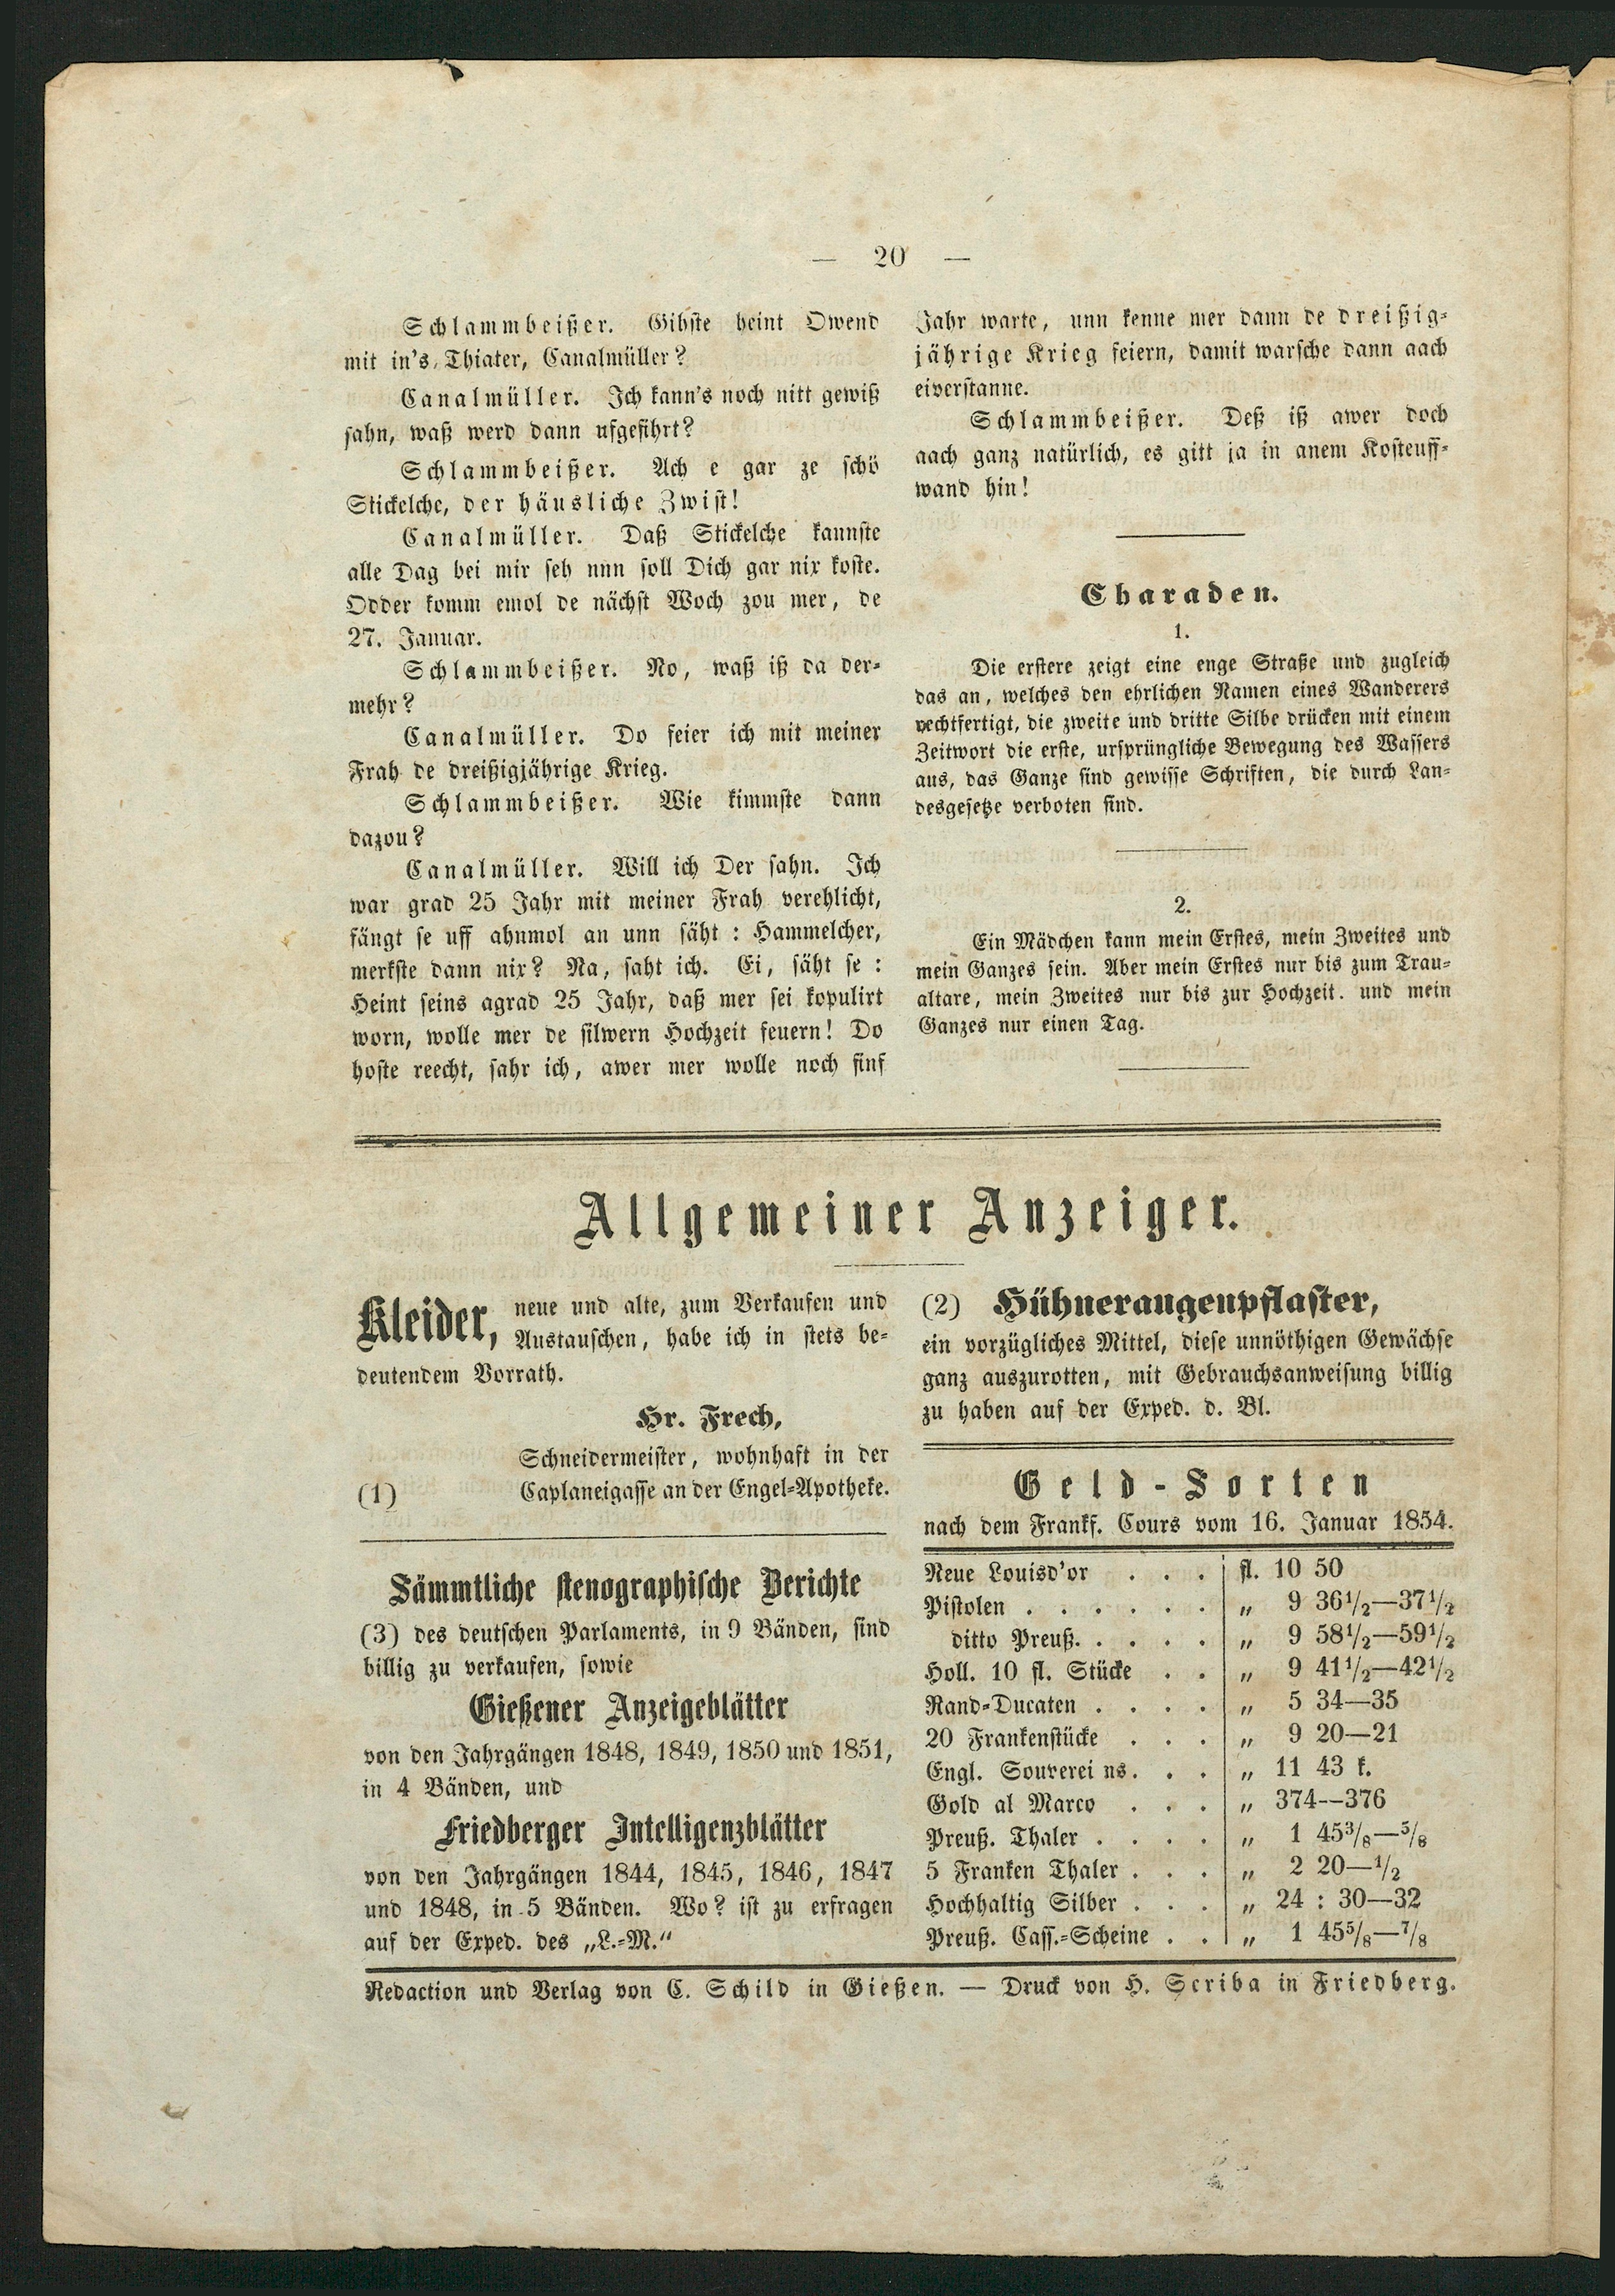 — 20 —
Schlammbeißer. Gibste heint Owend
mit in's Thiater, Canalmüller?
Canalmüller. Ich kann's noch nitt gewiß
sahn, waß werd dann ufgefihrt?
Schlammbeißer. Ach e gar ze schö
Stickelche, der häusliche Zwist!
Canalmüller. Daß Stickelche kannste
alle Dag bei mir seh nnn soll Dich gar nix koste.
Odder komm emol de nächst Woch zou mer, de
27. Januar.
Schlammbeißer. No, waß iß da der-
mehr?
Canalmüller. Do feier ich mit meiner
Frah de dreißigjährige Krieg.
Schlammbeißer. Wie kimmste dann
dazou?
Canalmüller. Will ich Der sahn. Ich
war grad 25 Jahr mit meiner Frah verehlicht,
fängt se uff ahnmol an unn säht : Hammelcher,
merkste dann nix? Na, saht ich. Ei, säht se :
Heint seins agrad 25 Jahr, daß mer sei kopulirt
worn, wolle mer de silwern Hochzeit feuern! Do
hoste reecht, sahr ich, awer mer wolle noch finf
Jahr warte, unn kenne mer dann de dreißig-
jährige Krieg feiern, damit warsche dann aach
eiverstanne.
Schlammbeißer. Deß iß awer doch
aach ganz natürlich, es gitt ja in anem Kosteuff-
wand hin!
Charaden.
1.
Die erstere zeigt eine enge Straße und zugleich
das an, welches den ehrlichen Namen eines Wanderers
rechtfertigt, die zweite und dritte Silbe drücken mit einem
Zeitwort die erste, ursprüngliche Bewegung des Wassers
aus, das Ganze sind gewisse Schriften, die durch Lan-
desgesetze verboten sind.
2.
Ein Mädchen kann mein Erstes, mein Zweites und
mein Ganzes sein. Aber mein Erstes nur bis zum Trau-
altare, mein Zweites nur bis zur Hochzeit. und mein
Ganzes nur einen Tag.
Allgemeiner Anzeiger.
Kleider, neue und alte, zum Verkaufen und
Austauschen, habe ich in stets be-
deutendem Vorrath.
Hr. Frech,
Schneidermeister, wohnhaft in der
(1) Caplaneigasse an der Engel-Apotheke.
Sämmtliche stenographische Berichte
(3) des deutschen Parlaments, in 9 Bänden, sind
billig zu verkaufen, sowie
Gießener Anzeigeblätter
von den Jahrgängen 1848, 1849, 1850 und 1851,
in 4 Bänden, und
Friedberger Intelligenzblätter
von den Jahrgängen 1844, 1845, 1846, 1847
und 1848, in 5 Bänden. Wo? ist zu erfragen
auf der Exped. des „L.-M."
(2) Hühneraugenpflaster,
ein vorzügliches Mittel, diese unnöthigen Gewächse
ganz auszurotten, mit Gebrauchsanweisung billig
zu haben auf der Exped. d. Bl.
Geld-Sorten
nach dem Frankf. Cours vom 16. Januar 1854.
Neue Louisd'or . . . fl. 10 50
Pistolen . . . . . . „ 9 36½—37½
ditto Preuß. . . . . „ 9 58½—59½
Holl. 10 fl. Stücke . . „ 9 41½—42½
Rand-Ducaten . . . . „ 5 34—35
20 Frankenstücke . . . „ 9 20—21
Engl. Souverei ns. . . „ 11 43 k.
Gold al Marco . . . „ 374—376
Preuß. Thaler . . . . „ 1 45⅜—⅝
5 Franken Thaler . . . „ 2 20—½
Hochhaltig Silber . . . „ 24 : 30—32
Preuß. Cass.-Scheine . . „ 1 45⅝—⅞
Redaction und Verlag von C. Schild in Gießen. — Druck von H. Scriba in Friedberg.